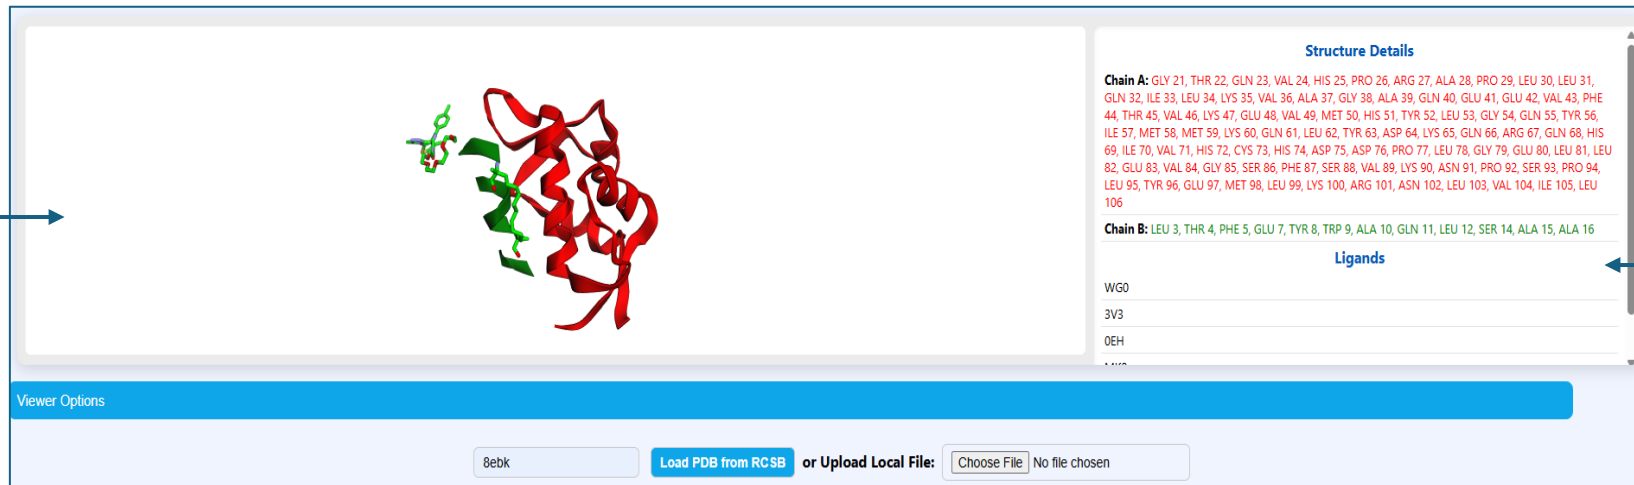 Structure Details
Chain A: GLY 21, THR 22, GLN 23, VAL 24, HIS 25, PRO 26, ARG 27, ALA 28, PRO 29, LEU 30, LEU 31,
GLN 32, ILE 33, LEU 34, LYS 35, VAL 36, ALA 37, GLY 38, ALA 39, GLN 40, GLU 41, GLU 42, VAL 43, PHE
44, THR 45, VAL 46, LYS 47, GLU 48, VAL 49, MET 50, HIS 51, TYR 52, LEU 53, GLY 54, GLN 55, TYR 56,
ILE 57, MET 58, MET 59, LYS 60, GLN 61, LEU 62, TYR 63, ASP 64, LYS 65, GLN 66, ARG 67, GLN 68, HIS
69, ILE 70, VAL 71, HIS 72, CYS 73, HIS 74, ASP 75, ASP 76, PRO 77, LEU 78, GLY 79, GLU 80, LEU 81, LEU
82, GLU 83, VAL 84, GLY 85, SER 86, PHE 87, SER 88, VAL 89, LYS 90, ASN 91, PRO 92, SER 93, PRO 94,
LEU 95, TYR 96, GLU 97, MET 98, LEU 99, LYS 100, ARG 101, ASN 102, LEU 103, VAL 104, ILE 105, LEU
106
Chain B: LEU 3, THR 4, PHE 5, GLU 7, TYR 8, TRP 9, ALA 10, GLN 11, LEU 12, SER 14, ALA 15, ALA 16
Ligands
WG0
3V3
0EH
Viewer Options
8ebk
Load PDB from RCSB
or Upload Local File:
Choose File No file chosen